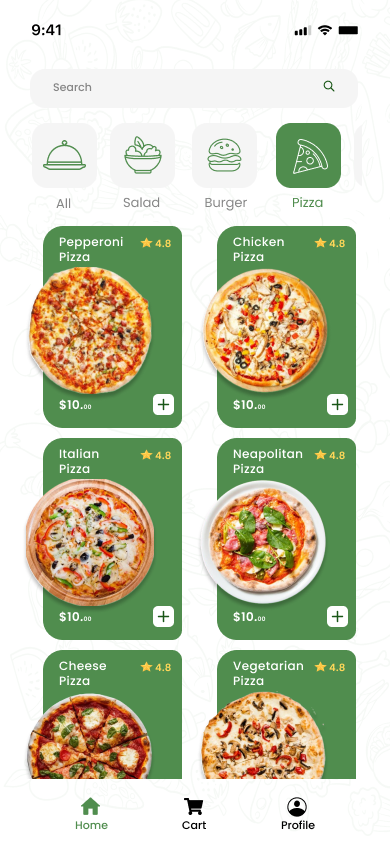 9:41
Search
All
Salad
Burger
Pizza
Pepperoni
Pizza
4.8
$10.00
Chicken
Pizza
4.8
$10.00
Italian
Pizza
4.8
$10.00
Neapolitan
Pizza
4.8
$10.00
Cheese
Pizza
4.8
Vegetarian
Pizza
4.8
Home
Cart
Profile